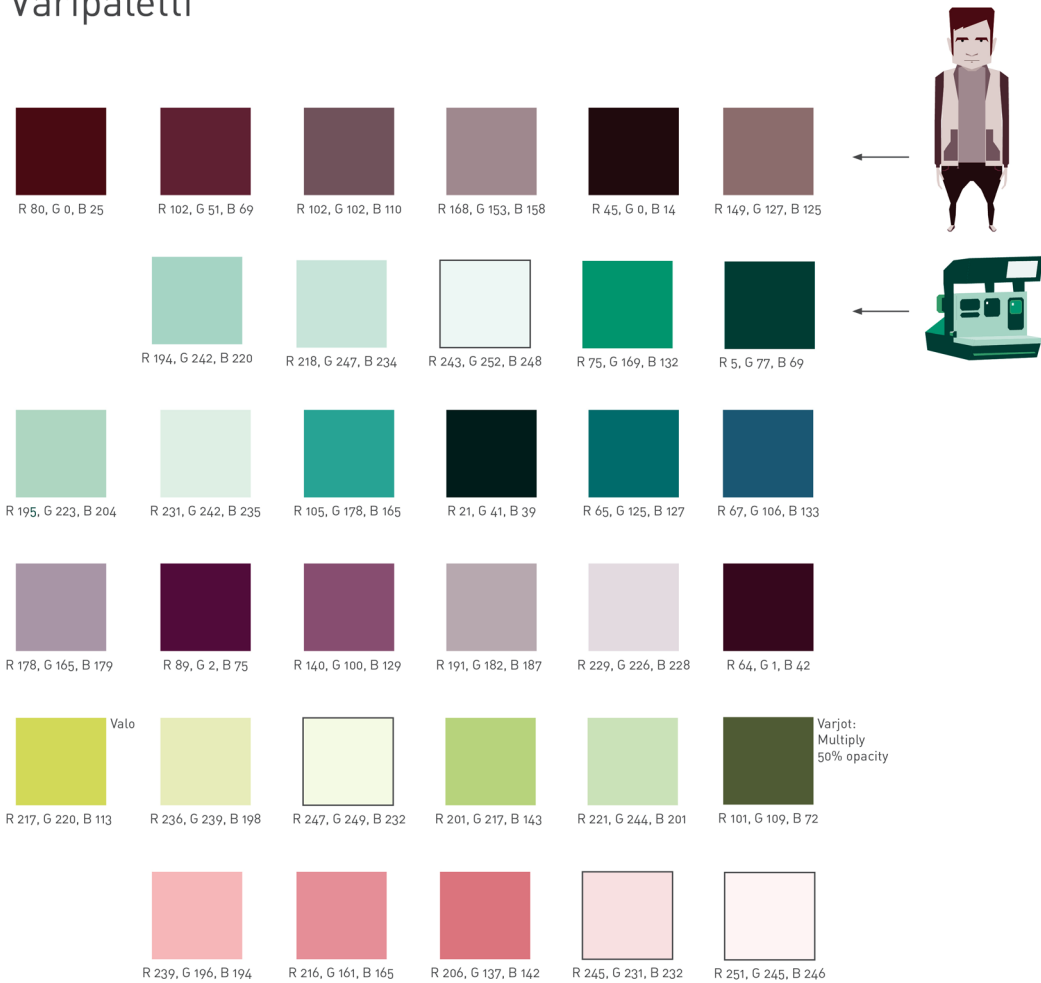 Väripaletti
R 80, G 0, B 25
R 102, G 51, B 69
R 102, G 102, B 110
R 168, G 153, B 158
R 45, G 0, B 14
R 149, G 127, B 125
R 194, G 242, B 220
R 218, G 247, B 234
R 243, G 252, B 248
R 75, G 169, B 132
R 5, G 77, B 69
R 195, G 223, B 204
R 231, G 242, B 235
R 105, G 178, B 165
R 21, G 41, B 39
R 65, G 125, B 127
R 67, G 106, B 133
R 178, G 165, B 179
R 89, G 2, B 75
R 140, G 100, B 129
R 191, G 182, B 187
R 229, G 226, B 228
R 64, G 1, B 42
Valo
Varjot:
Multiply
50% opacity
R 217, G 220, B 113
R 236, G 239, B 198
R 247, G 249, B 232
R 201, G 217, B 143
R 221, G 244, B 201
R 101, G 109, B 72
R 239, G 196, B 194
R 216, G 161, B 165
R 206, G 137, B 142
R 245, G 231, B 232
R 251, G 245, B 246